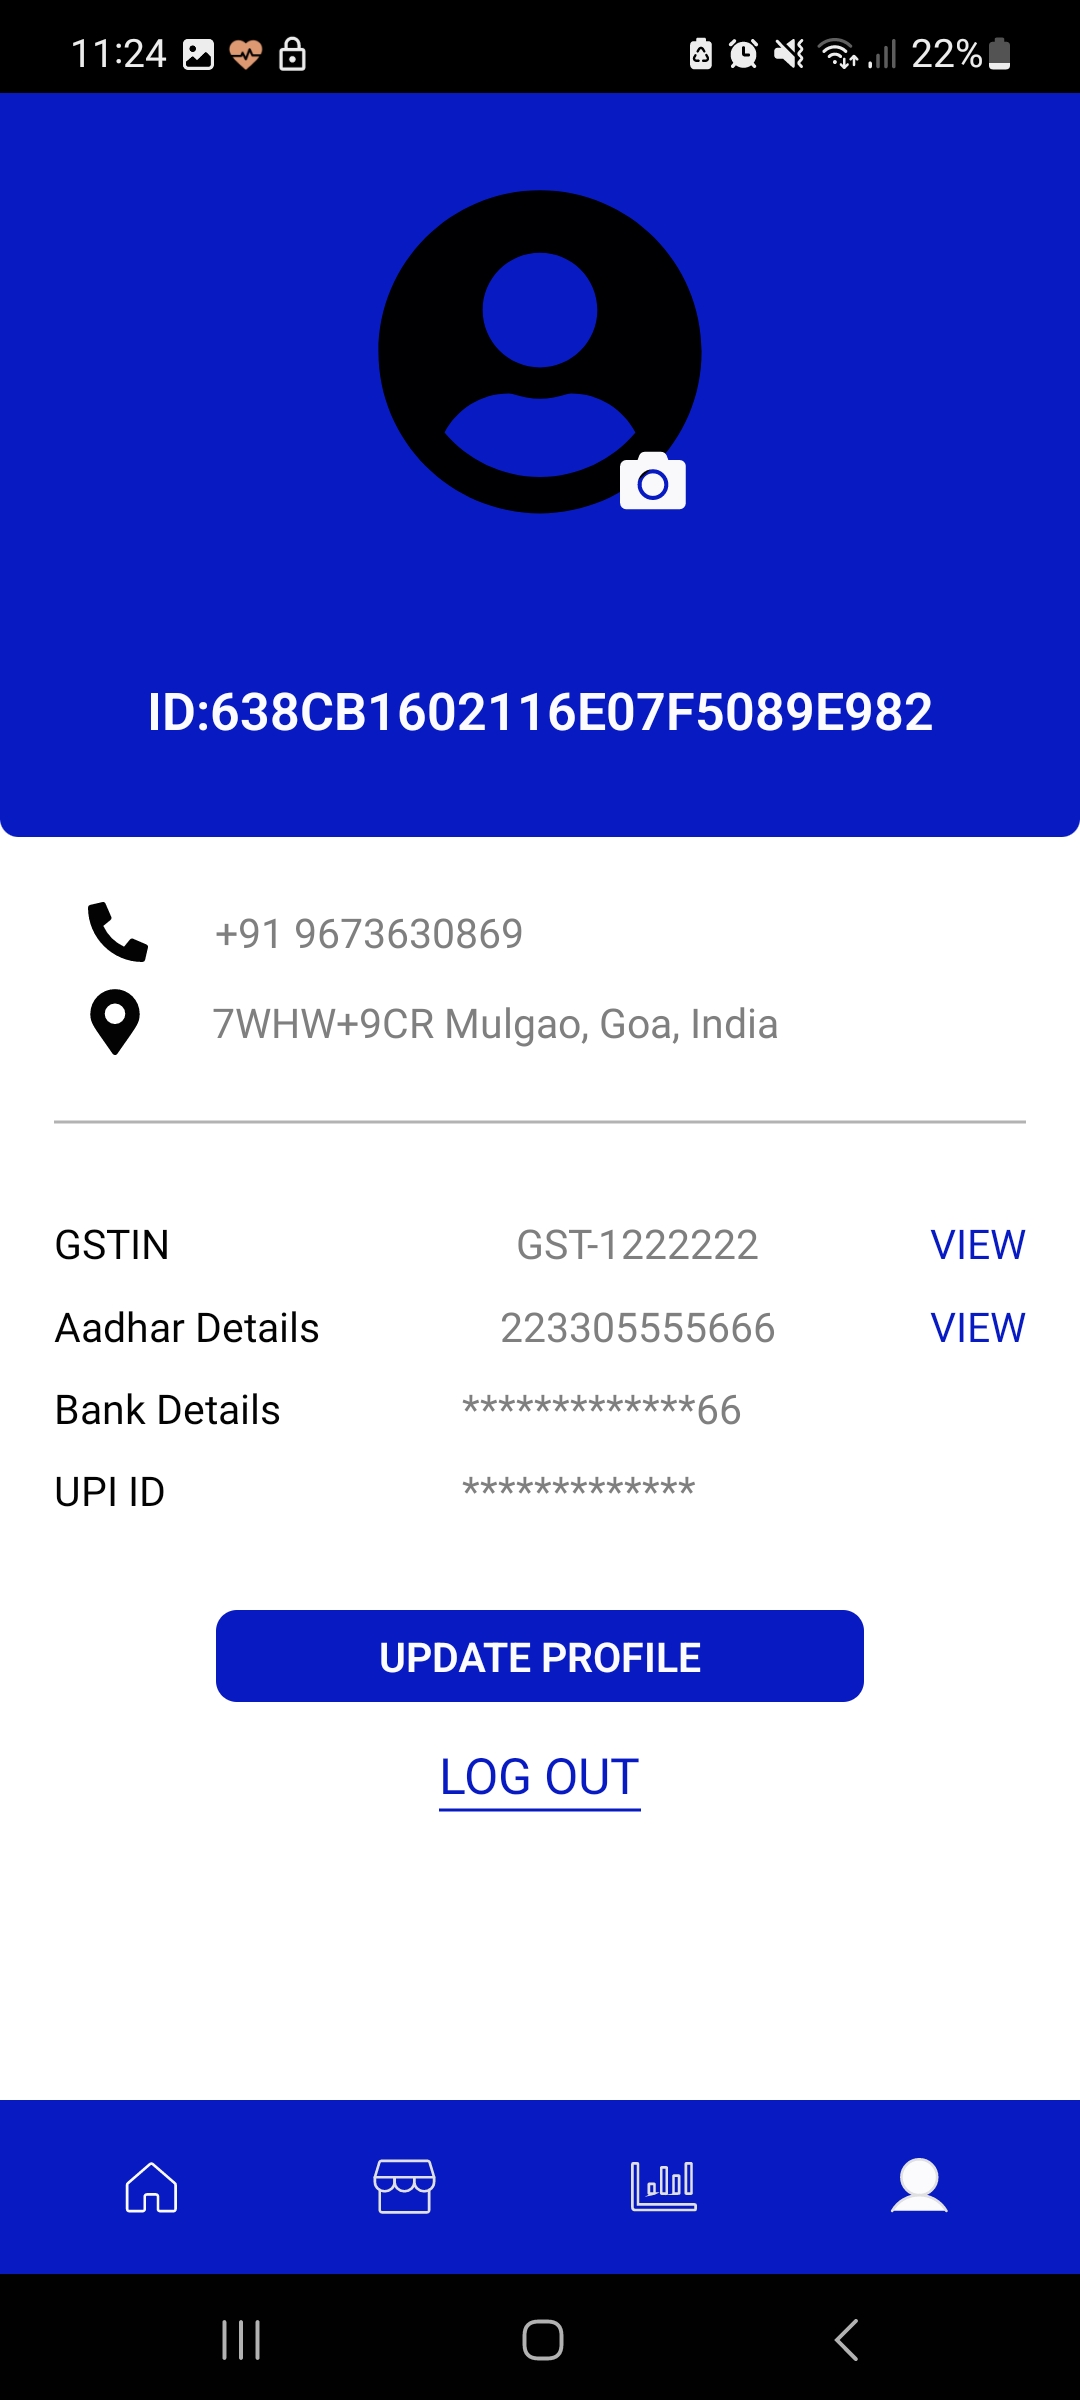 11:24 22%
ID:638CB1602116E07F5089E982
+91 9673630869
7WHW+9CR Mulgao, Goa, India
GSTIN GST-1222222 VIEW
Aadhar Details 223305555666 VIEW
Bank Details *************66
UPI ID *************
UPDATE PROFILE
LOG OUT